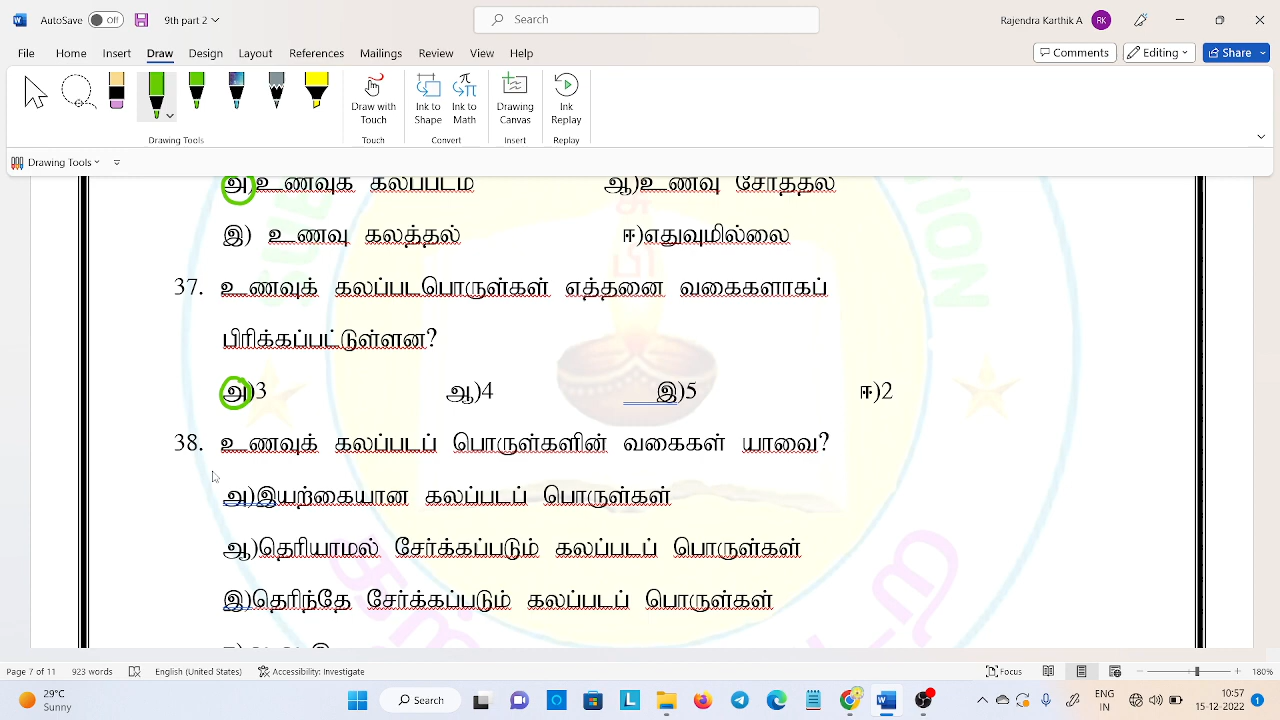 AutoSave Off 9th part 2 Search Rajendra Karthik A RK
File Home Insert Draw Design Layout References Mailings Review View Help Comments Editing Share
Draw with Touch Ink to Shape Ink to Math Drawing Canvas Ink Replay
Drawing Tools Touch Convert Insert Replay
Drawing Tools
அ)உணவுக் கலப்படம் ஆ)உணவு சேர்த்தல்
இ) உணவு கலத்தல் ஈ)எதுவுமில்லை
37. உணவுக் கலப்படபொருள்கள் எத்தனை வகைகளாகப்
பிரிக்கப்பட்டுள்ளன?
அ)3 ஆ)4 இ)5 ஈ)2
38. உணவுக் கலப்படப் பொருள்களின் வகைகள் யாவை?
அ)இயற்கையான கலப்படப் பொருள்கள்
ஆ)தெரியாமல் சேர்க்கப்படும் கலப்படப் பொருள்கள்
இ)தெரிந்தே சேர்க்கப்படும் கலப்படப் பொருள்கள்
Page 7 of 11 923 words English (United States) Accessibility: Investigate Focus 180%
29°C Sunny Search ENG IN 10:57 15-12-2022 1